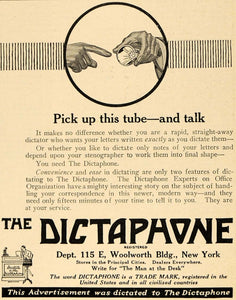 Pick up this tube—and talk
It makes no difference whether you are a rapid, straight-away
dictator who wants your letters written exactly as you dictate them—
Or whether you like to dictate only notes of your letters and
depend upon your stenographer to work them into final shape—
You need The Dictaphone.
Convenience and ease in dictating are only two features of dic-
tating to The Dictaphone. The Dictaphone Experts on Office
Organization have a mighty interesting story on the subject of hand-
ling your correspondence in this newer, modern way—and they
need only fifteen minutes of your time to tell it to you. They are
at your service.
THE DICTAPHONE
REGISTERED
Dept. 115 E, Woolworth Bldg., New York
Stores in the Principal Cities. Dealers Everywhere.
Write for "The Man at the Desk"
The word DICTAPHONE is a TRADE MARK, registered in the
United States and in all civilized countries
This Advertisement was dictated to The Dictaphone